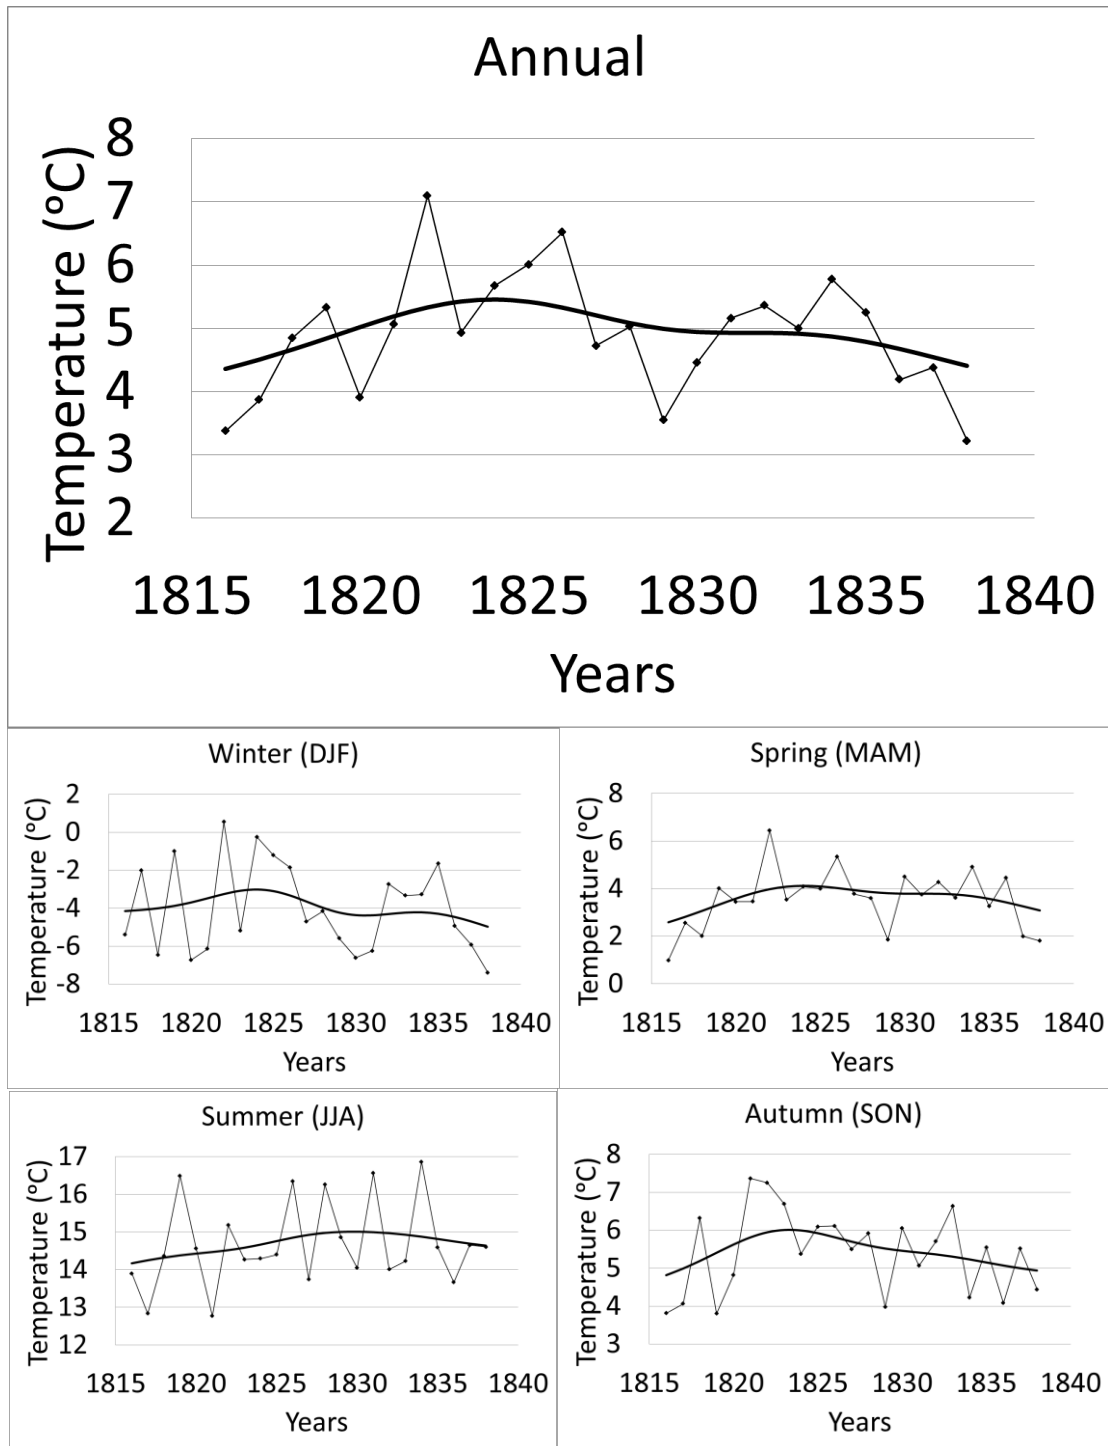 Annual
Temperature (ºC)
8
7
6
5
4
3
2
1815 1820 1825 1830 1835 1840
Years
Winter (DJF)
Temperature (ºC)
2
0
-2
-4
-6
-8
1815 1820 1825 1830 1835 1840
Years
Spring (MAM)
Temperature (ºC)
8
6
4
2
0
1815 1820 1825 1830 1835 1840
Years
Summer (JJA)
Temperature (ºC)
17
16
15
14
13
12
1815 1820 1825 1830 1835 1840
Years
Autumn (SON)
Temperature (ºC)
8
7
6
5
4
3
1815 1820 1825 1830 1835 1840
Years